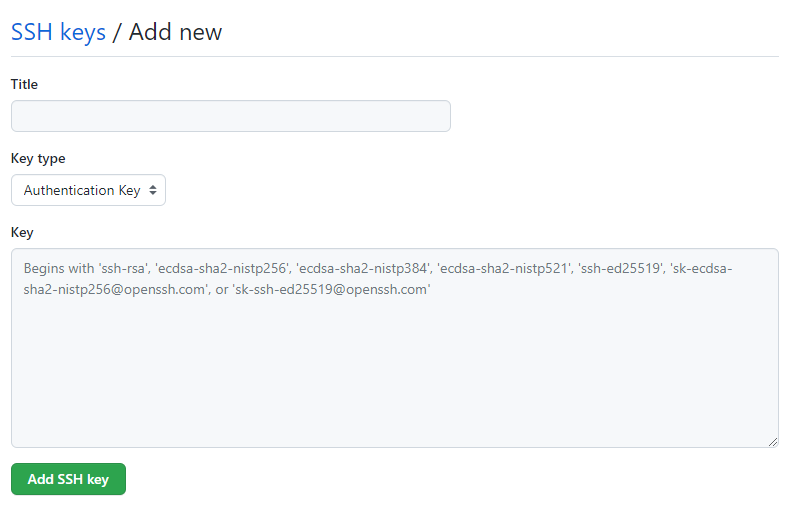 SSH keys / Add new
Title
Key type
Authentication Key
Key
Begins with 'ssh-rsa', 'ecdsa-sha2-nistp256', 'ecdsa-sha2-nistp384', 'ecdsa-sha2-nistp521', 'ssh-ed25519', 'sk-ecdsa-
sha2-nistp256@openssh.com', or 'sk-ssh-ed25519@openssh.com'
Add SSH key